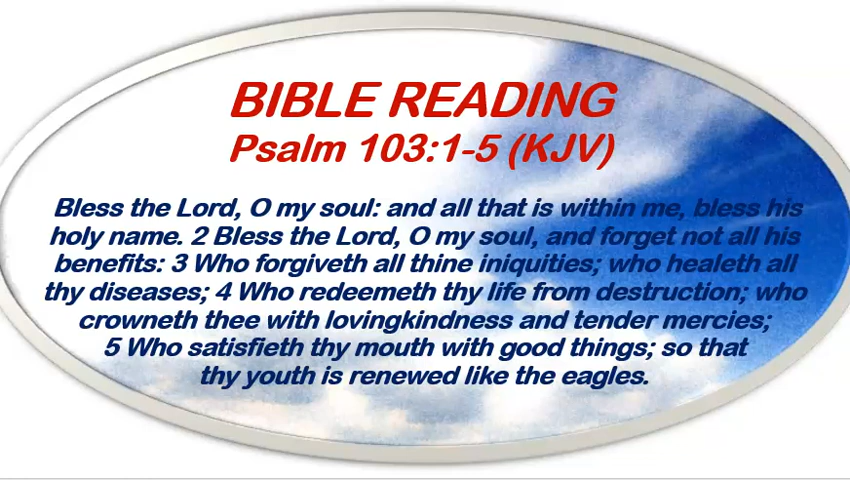 BIBLE READING
Psalm 103:1-5 (KJV)
Bless the Lord, O my soul: and all that is within me, bless his
holy name. 2 Bless the Lord, O my soul, and forget not all his
benefits: 3 Who forgiveth all thine iniquities; who healeth all
thy diseases; 4 Who redeemeth thy life from destruction; who
crowneth thee with lovingkindness and tender mercies;
5 Who satisfieth thy mouth with good things; so that
thy youth is renewed like the eagles.